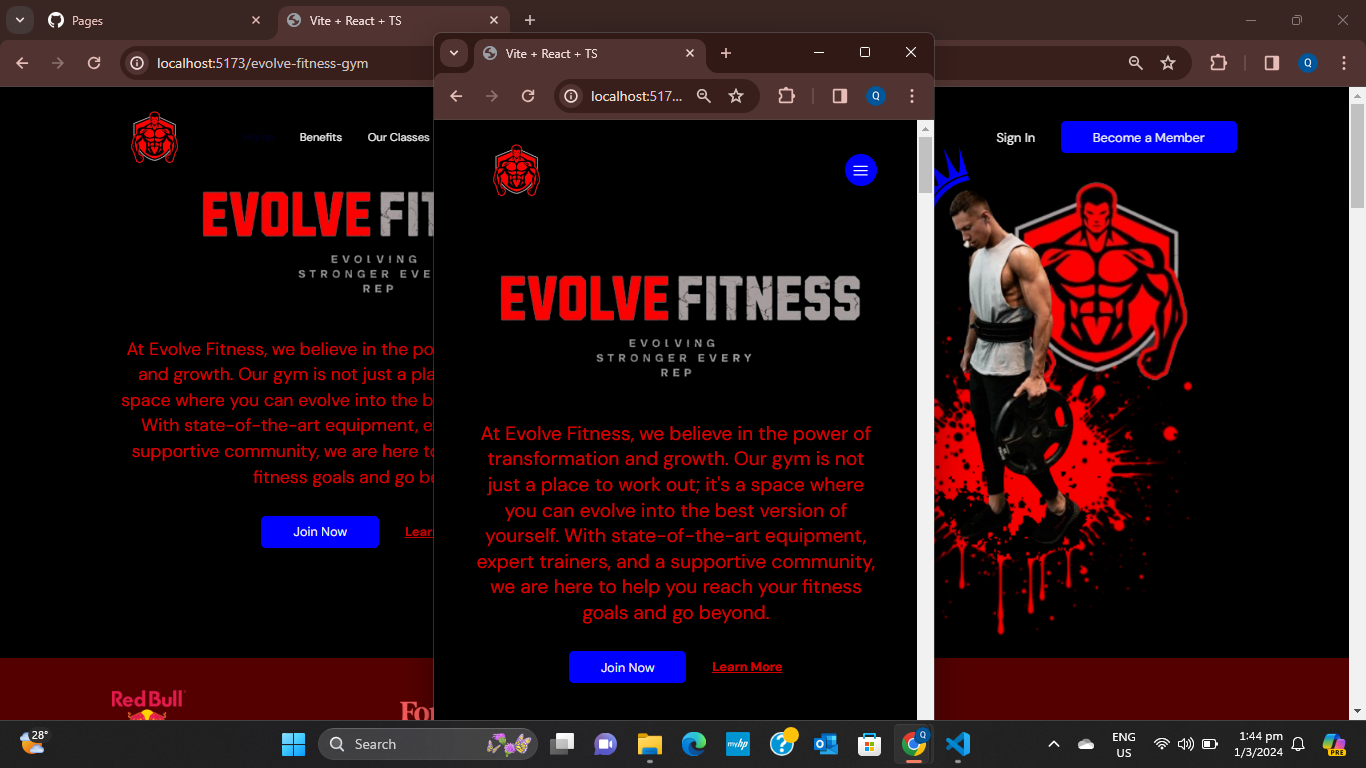 Pages
Vite + React + TS
localhost:5173/evolve-fitness-gym
Q
Benefits
Our Classes
Sign In
Become a Member
EVOLVE FIT
EVOLVING
STRONGER EVE
REP
At Evolve Fitness, we believe in the po
and growth. Our gym is not just a pla
space where you can evolve into the b
With state-of-the-art equipment, e
supportive community, we are here to
fitness goals and go be
Join Now
Lear
Red Bull
For
Vite + React + TS
localhost:517...
Q
EVOLVE FITNESS
EVOLVING
STRONGER EVERY
REP
At Evolve Fitness, we believe in the power of
transformation and growth. Our gym is not
just a place to work out; it's a space where
you can evolve into the best version of
yourself. With state-of-the-art equipment,
expert trainers, and a supportive community,
we are here to help you reach your fitness
goals and go beyond.
Join Now
Learn More
28°
Search
myhp
Q
ENG
US
1:44 pm
1/3/2024
PRE